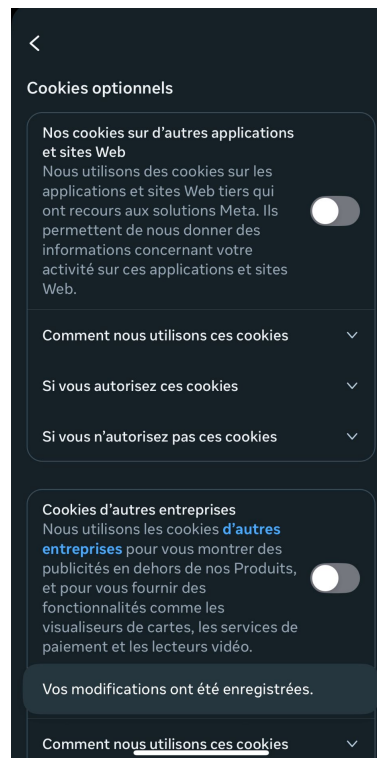 Cookies optionnels
Nos cookies sur d’autres applications
et sites Web
Nous utilisons des cookies sur les
applications et sites Web tiers qui
ont recours aux solutions Meta. Ils
permettent de nous donner des
informations concernant votre
activité sur ces applications et sites
Web.
Comment nous utilisons ces cookies
Si vous autorisez ces cookies
Si vous n’autorisez pas ces cookies
Cookies d’autres entreprises
Nous utilisons les cookies d’autres
entreprises pour vous montrer des
publicités en dehors de nos Produits,
et pour vous fournir des
fonctionnalités comme les
visualiseurs de cartes, les services de
paiement et les lecteurs vidéo.
Vos modifications ont été enregistrées.
Comment nous utilisons ces cookies